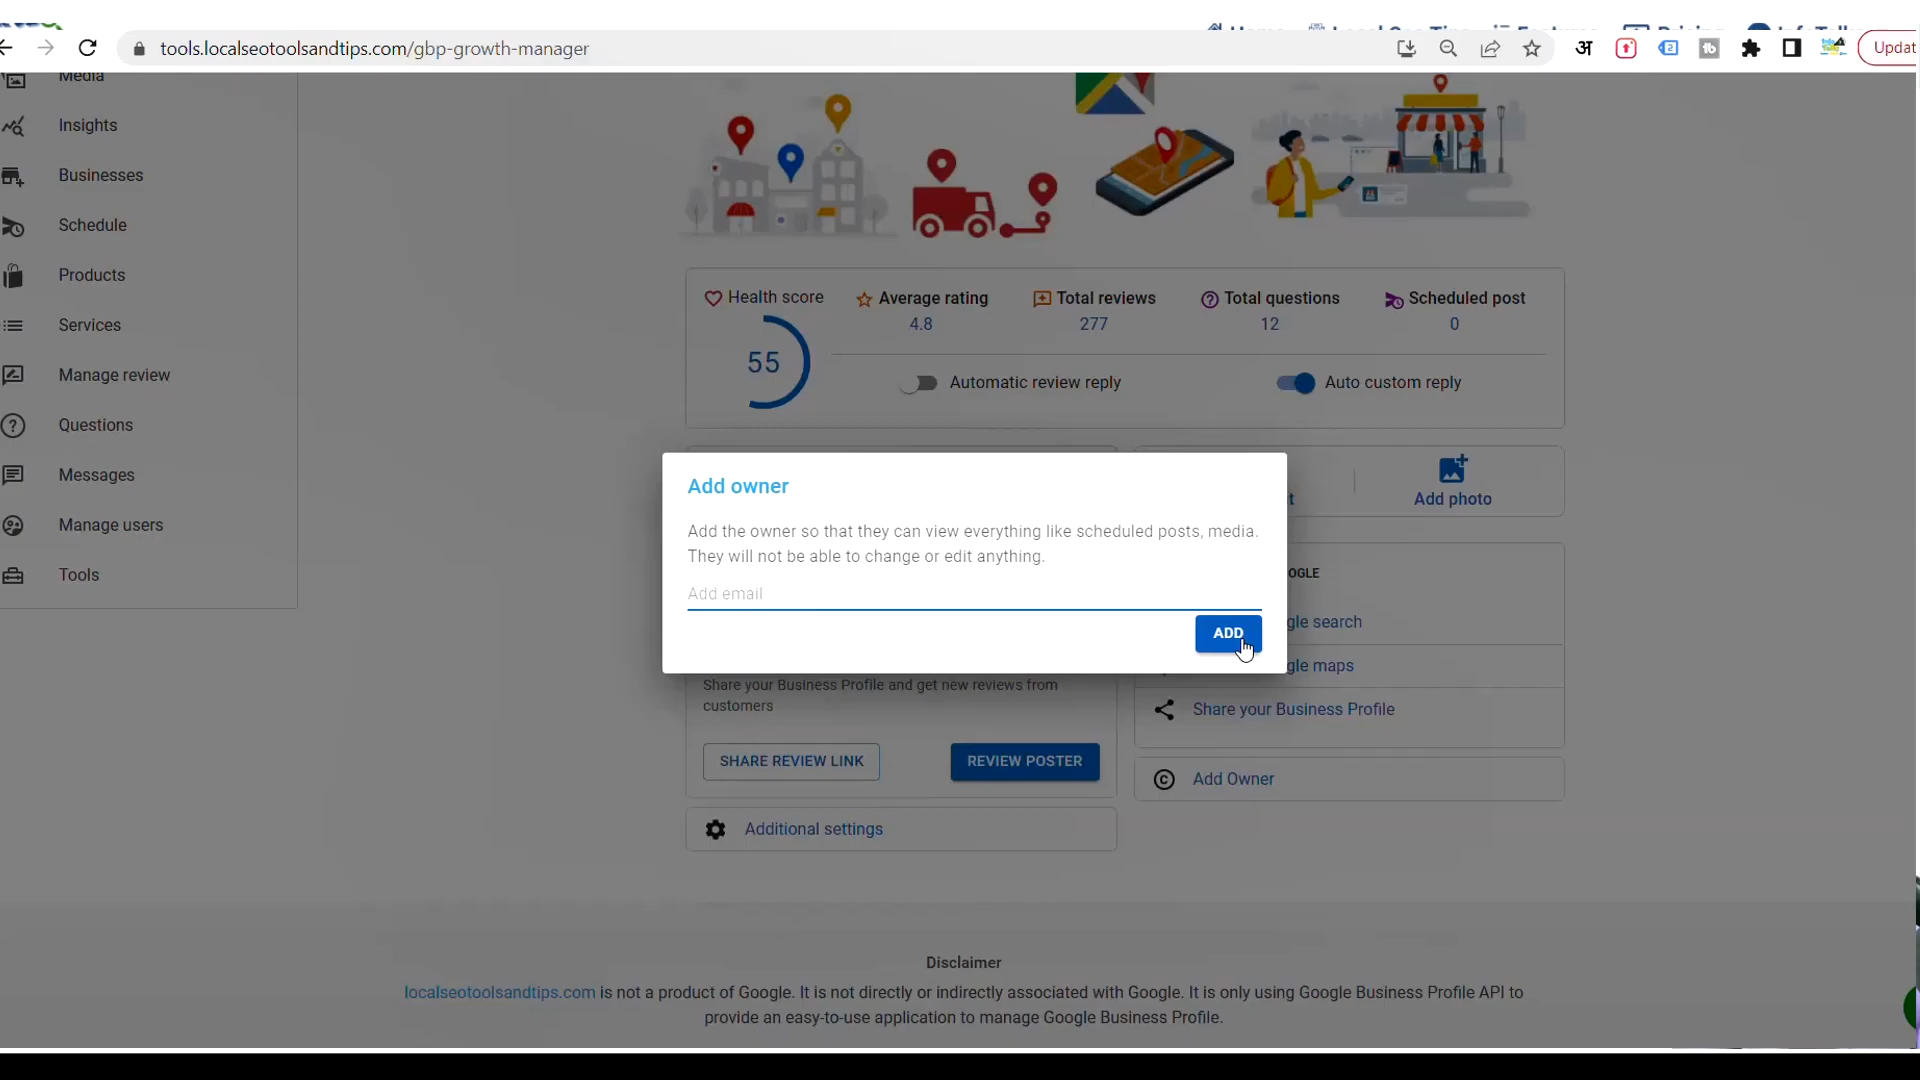 tools.localseotoolsandtips.com/gbp-growth-manager
अ
Updat
Media
Insights
Businesses
Schedule
Products
Services
Manage review
Questions
Messages
Manage users
Tools
Health score
55
Average rating
4.8
Total reviews
277
Total questions
12
Scheduled post
0
Automatic review reply
Auto custom reply
Add photo
Add owner
Add the owner so that they can view everything like scheduled posts, media.
They will not be able to change or edit anything.
Add email
ADD
OGLE
gle search
gle maps
Share your Business Profile
Add Owner
Share your Business Profile and get new reviews from
customers
SHARE REVIEW LINK
REVIEW POSTER
Additional settings
Disclaimer
localseotoolsandtips.com is not a product of Google. It is not directly or indirectly associated with Google. It is only using Google Business Profile API to
provide an easy-to-use application to manage Google Business Profile.